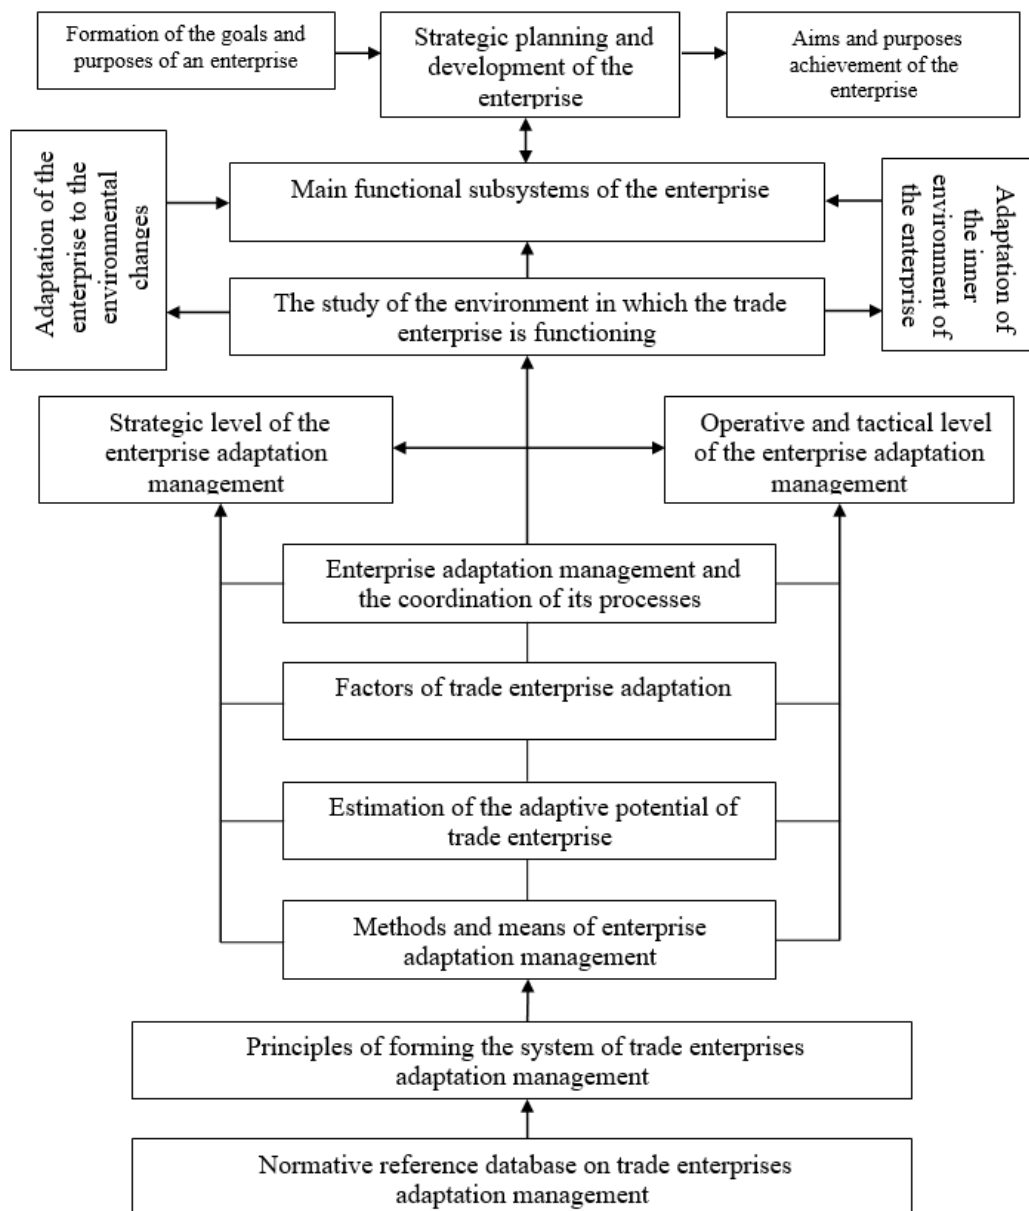 Formation of the goals and
purposes of an enterprise
Strategic planning and
development of the
enterprise
Aims and purposes
achievement of the
enterprise
Adaptation of the
enterprise to the
environmental
changes
Main functional subsystems of the enterprise
Adaptation of
the inner
environment of
the enterprise
The study of the environment in which the trade
enterprise is functioning
Strategic level of the
enterprise adaptation
management
Operative and tactical level
of the enterprise adaptation
management
Enterprise adaptation management and
the coordination of its processes
Factors of trade enterprise adaptation
Estimation of the adaptive potential of
trade enterprise
Methods and means of enterprise
adaptation management
Principles of forming the system of trade enterprises
adaptation management
Normative reference database on trade enterprises
adaptation management